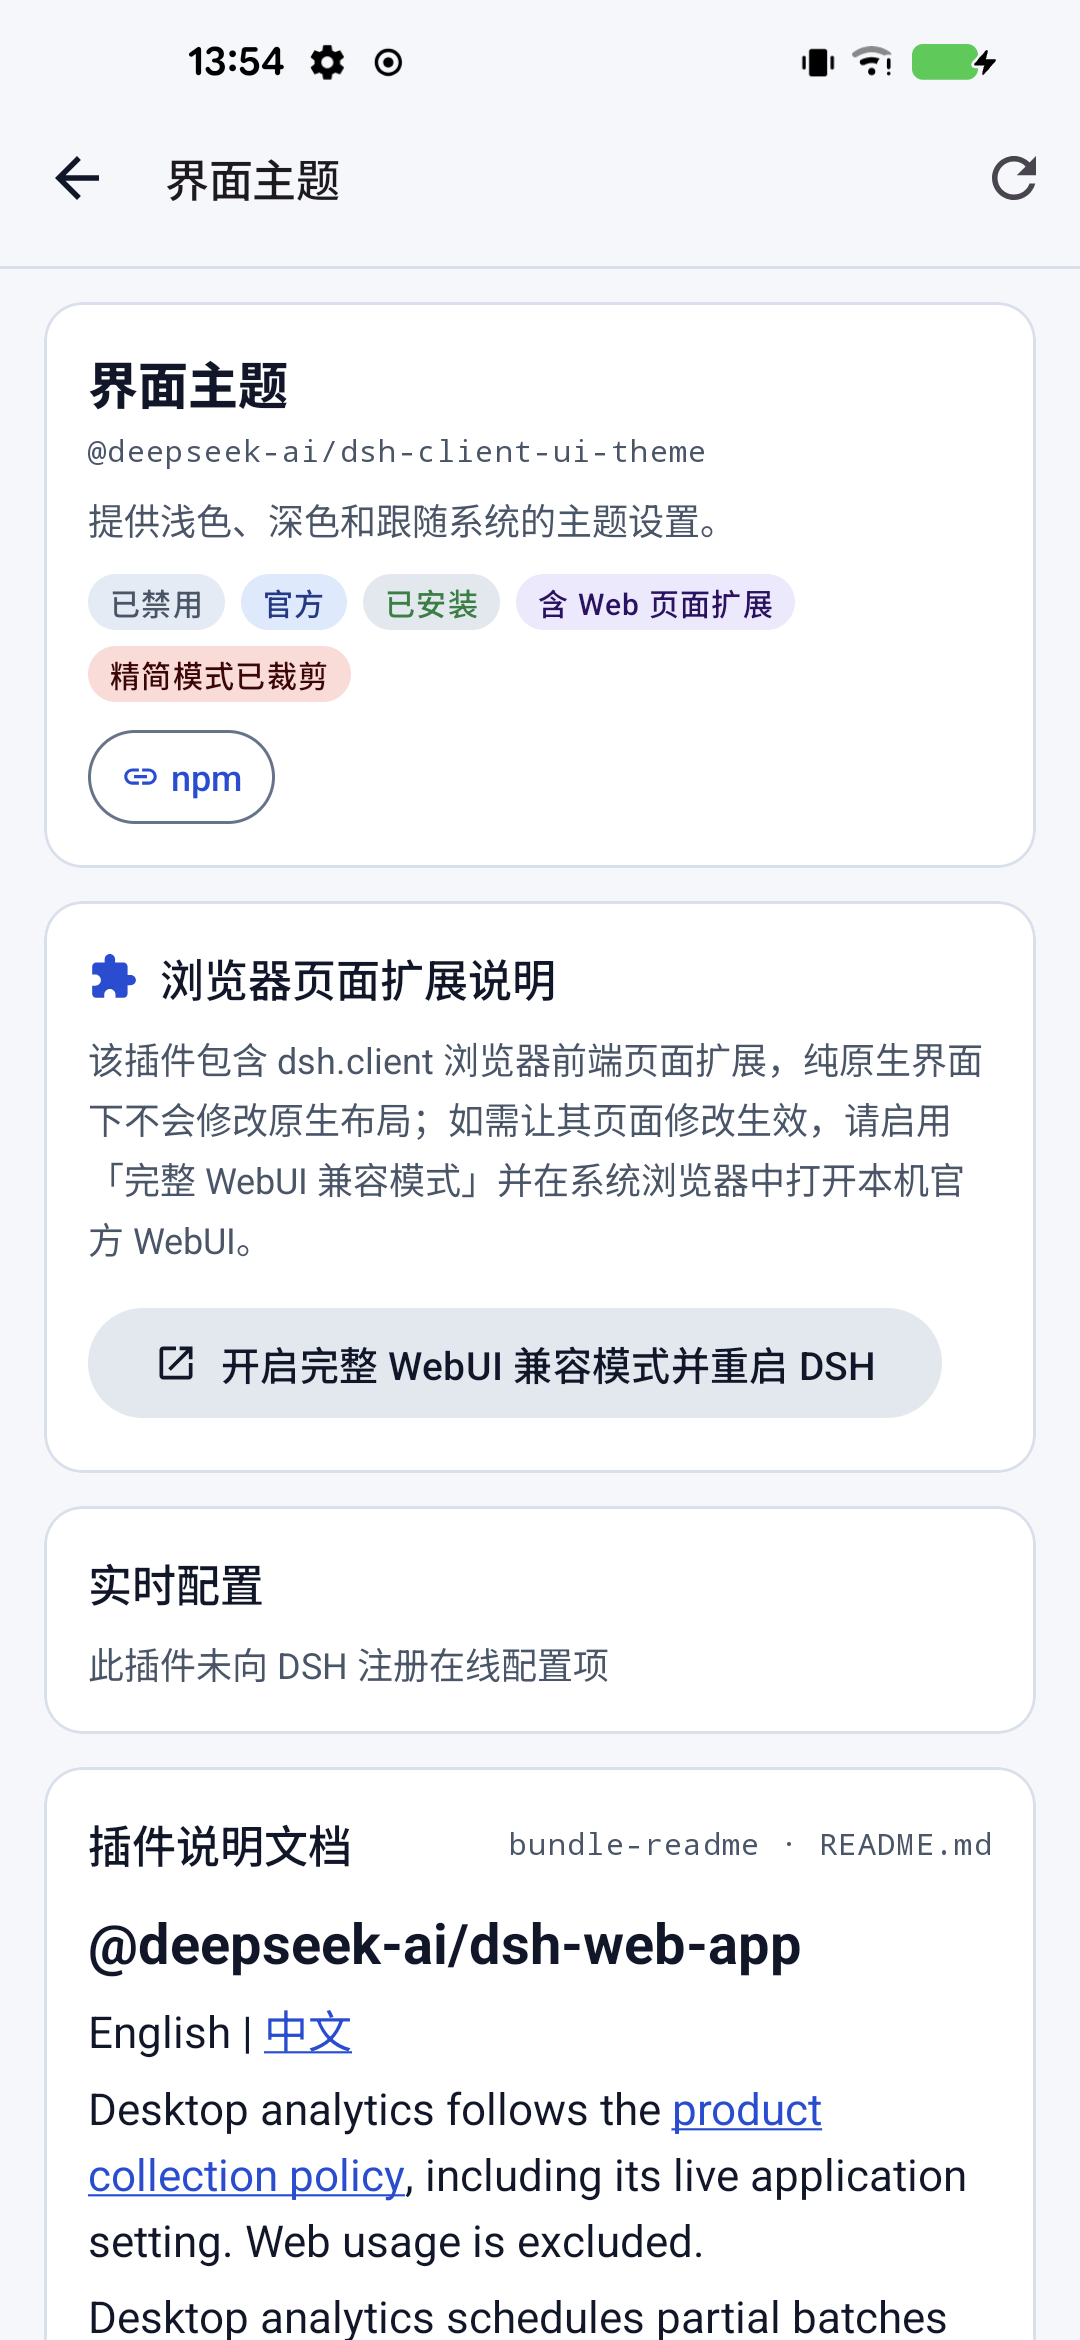 13:54
界面主题
界面主题
@deepseek-ai/dsh-client-ui-theme
提供浅色、深色和跟随系统的主题设置。
已禁用 官方 已安装 含 Web 页面扩展
精简模式已裁剪
npm
浏览器页面扩展说明
该插件包含 dsh.client 浏览器前端页面扩展，纯原生界面
下不会修改原生布局；如需让其页面修改生效，请启用
「完整 WebUI 兼容模式」并在系统浏览器中打开本机官
方 WebUI。
开启完整 WebUI 兼容模式并重启 DSH
实时配置
此插件未向 DSH 注册在线配置项
插件说明文档 bundle-readme · README.md
@deepseek-ai/dsh-web-app
English | 中文
Desktop analytics follows the product
collection policy, including its live application
setting. Web usage is excluded.
Desktop analytics schedules partial batches